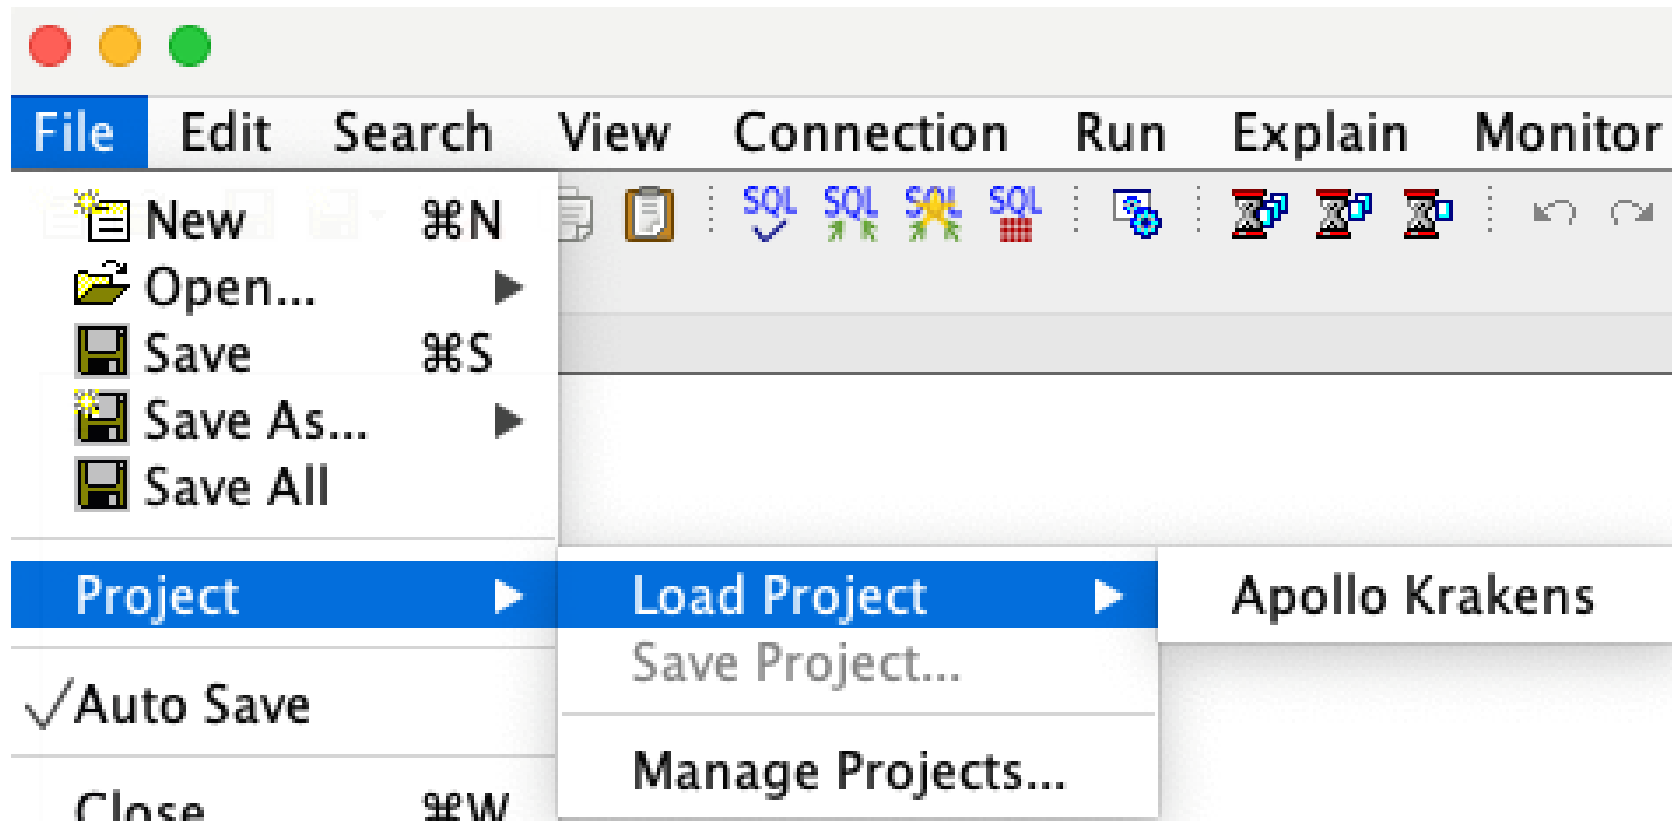 File Edit Search View Connection Run Explain Monitor
SQL SQL SQL SQL
New ⌘N
Open...
Save ⌘S
Save As...
Save All
Project Load Project Apollo Krakens
Save Project...
Auto Save
Manage Projects...
Close ⌘W